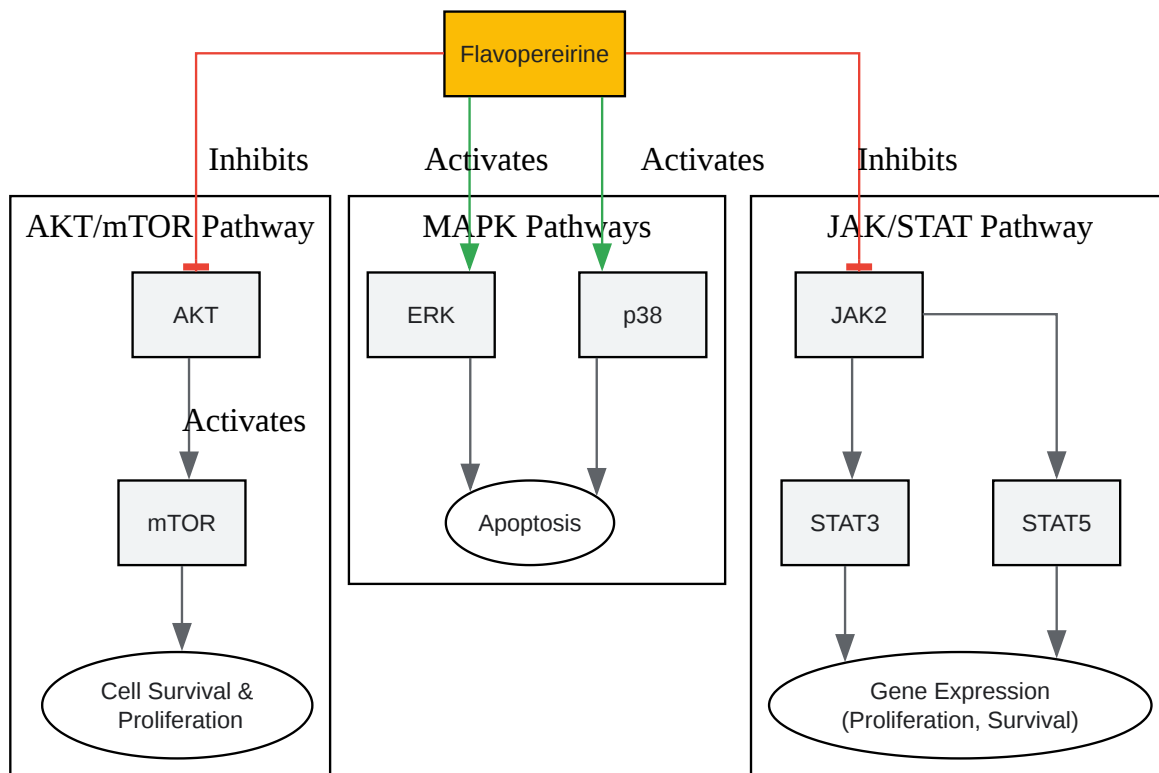 Flavopereirine
Inhibits
Activates
Activates
Inhibits
AKT/mTOR Pathway
MAPK Pathways
JAK/STAT Pathway
AKT
ERK
p38
JAK2
Activates
mTOR
Apoptosis
STAT3
STAT5
Cell Survival &
Proliferation
Gene Expression
(Proliferation, Survival)